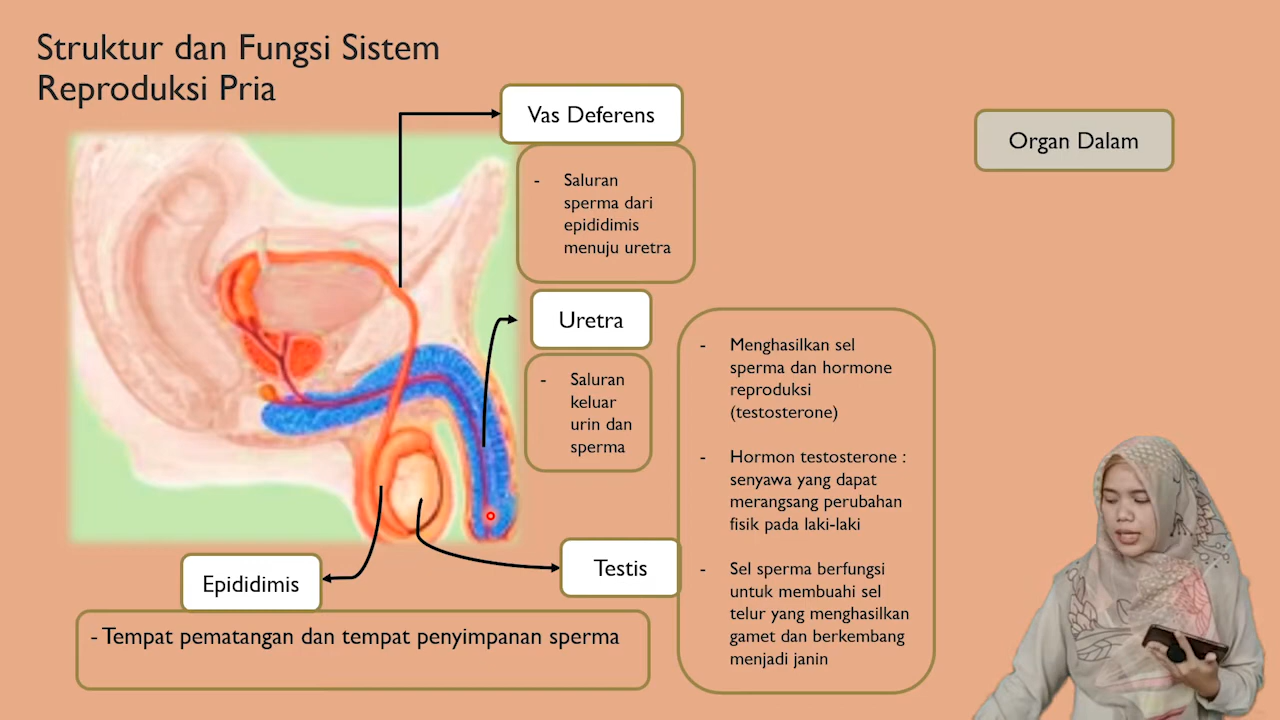 Struktur dan Fungsi Sistem
Reproduksi Pria
Vas Deferens
- Saluran
sperma dari
epididimis
menuju uretra
Organ Dalam
Uretra
- Saluran
keluar
urin dan
sperma
- Menghasilkan sel
sperma dan hormone
reproduksi
(testosterone)
- Hormon testosterone :
senyawa yang dapat
merangsang perubahan
fisik pada laki-laki
- Sel sperma berfungsi
untuk membuahi sel
telur yang menghasilkan
gamet dan berkembang
menjadi janin
Testis
Epididimis
- Tempat pematangan dan tempat penyimpanan sperma